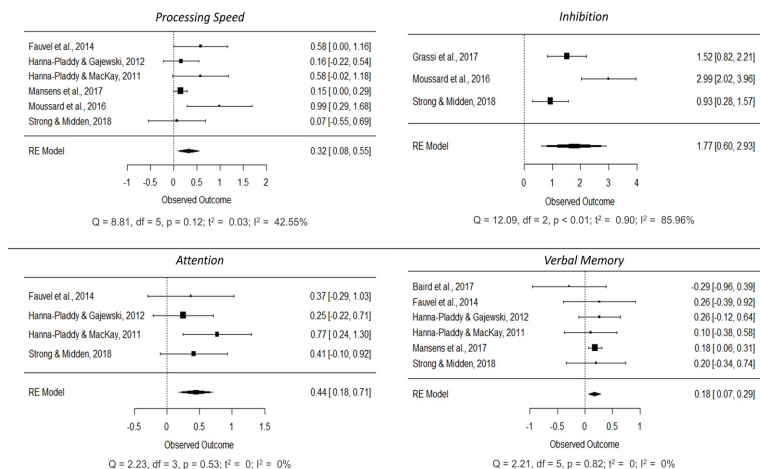 Processing Speed
Fauvel et al., 2014 0.58 [0.00, 1.16]
Hanna-Pladdy & Gajewski, 2012 0.16 [-0.22, 0.54]
Hanna-Pladdy & MacKay, 2011 0.58 [-0.02, 1.18]
Mansens et al., 2017 0.15 [0.00, 0.29]
Moussard et al., 2016 0.99 [0.29, 1.68]
Strong & Midden, 2018 0.07 [-0.55, 0.69]
RE Model 0.32 [0.08, 0.55]
-1 -0.5 0 0.5 1 1.5 2
Observed Outcome
Q = 8.81, df = 5, p = 0.12; t² = 0.03; I² = 42.55%
Inhibition
Grassi et al., 2017 1.52 [0.82, 2.21]
Moussard et al., 2016 2.99 [2.02, 3.96]
Strong & Midden, 2018 0.93 [0.28, 1.57]
RE Model 1.77 [0.60, 2.93]
0 1 2 3 4
Observed Outcome
Q = 12.09, df = 2, p < 0.01; t² = 0.90; I² = 85.96%
Attention
Fauvel et al., 2014 0.37 [-0.29, 1.03]
Hanna-Pladdy & Gajewski, 2012 0.25 [-0.22, 0.71]
Hanna-Pladdy & MacKay, 2011 0.77 [0.24, 1.30]
Strong & Midden, 2018 0.41 [-0.10, 0.92]
RE Model 0.44 [0.18, 0.71]
-0.5 0 0.5 1 1.5
Observed Outcome
Q = 2.23, df = 3, p = 0.53; t² = 0; I² = 0%
Verbal Memory
Baird et al., 2017 -0.29 [-0.96, 0.39]
Fauvel et al., 2014 0.26 [-0.39, 0.92]
Hanna-Pladdy & Gajewski, 2012 0.26 [-0.12, 0.64]
Hanna-Pladdy & MacKay, 2011 0.10 [-0.38, 0.58]
Mansens et al., 2017 0.18 [0.06, 0.31]
Strong & Midden, 2018 0.20 [-0.34, 0.74]
RE Model 0.18 [0.07, 0.29]
-1 -0.5 0 0.5 1
Observed Outcome
Q = 2.21, df = 5, p = 0.82; t² = 0; I² = 0%